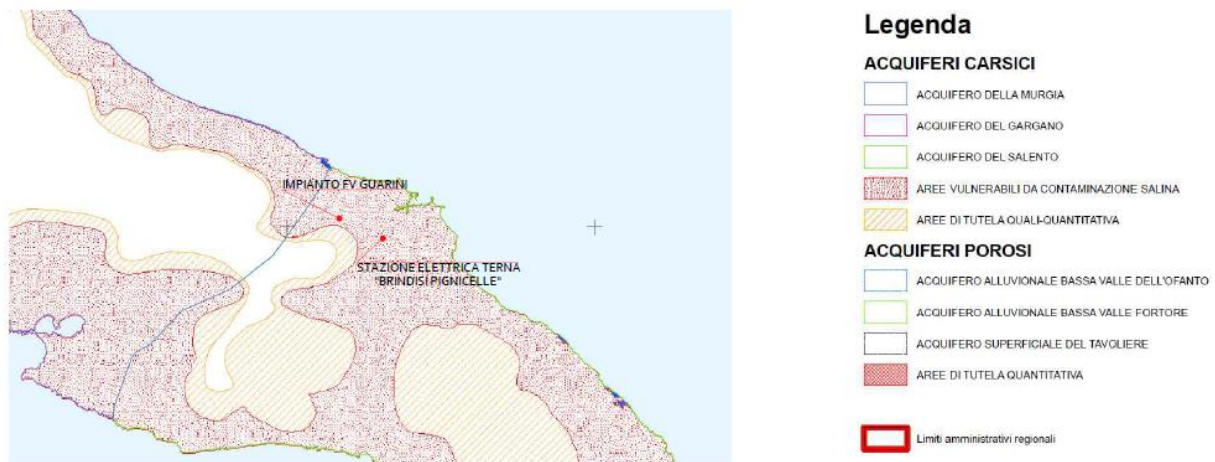 IMPIANTO FV GUARINI
STAZIONE ELETTRICA TERNA
"BRINDISI PIGNICELLE"
Legenda
ACQUIFERI CARSICI
ACQUIFERO DELLA MURGIA
ACQUIFERO DEL GARGANO
ACQUIFERO DEL SALENTO
AREE VULNERABILI DA CONTAMINAZIONE SALINA
AREE DI TUTELA QUALI-QUANTITATIVA
ACQUIFERI POROSI
ACQUIFERO ALLUVIONALE BASSA VALLE DELL'OFANTO
ACQUIFERO ALLUVIONALE BASSA VALLE FORTORE
ACQUIFERO SUPERFICIALE DEL TAVOLIERE
AREE DI TUTELA QUANTITATIVA
Limiti amministrativi regionali